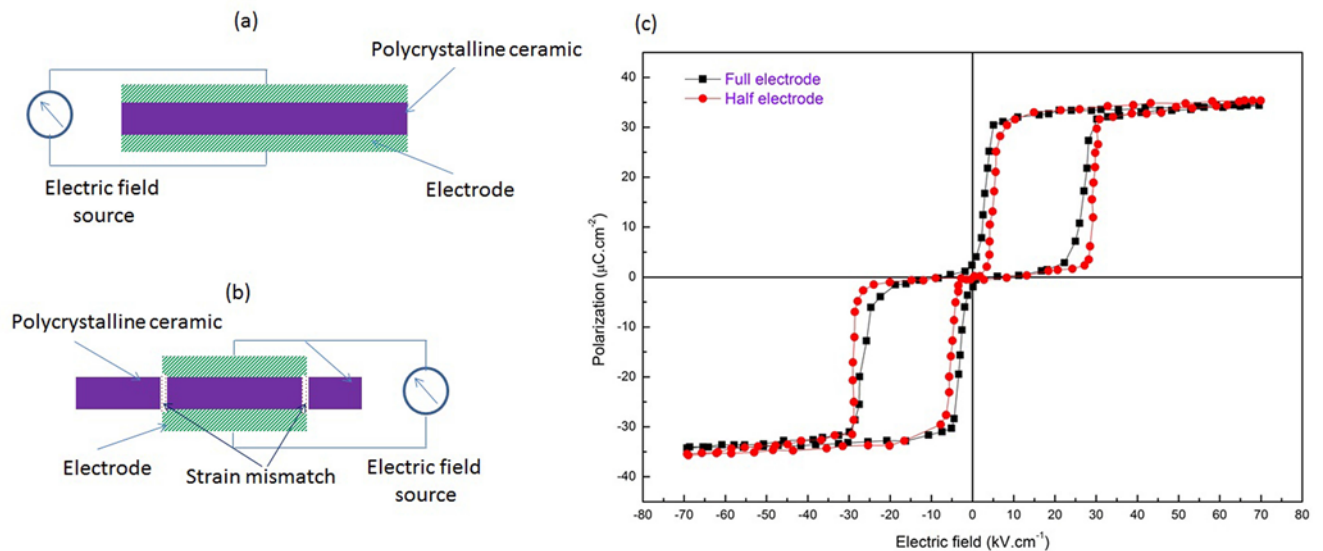 (a)
Polycrystalline ceramic
Electric field
source
Electrode
(b)
Polycrystalline ceramic
Electrode
Strain mismatch
Electric field
source
(c)
Full electrode
Half electrode
Polarization (μC.cm⁻²)
40
30
20
10
0
-10
-20
-30
-40
-80 -70 -60 -50 -40 -30 -20 -10 0 10 20 30 40 50 60 70 80
Electric field (kV.cm⁻¹)